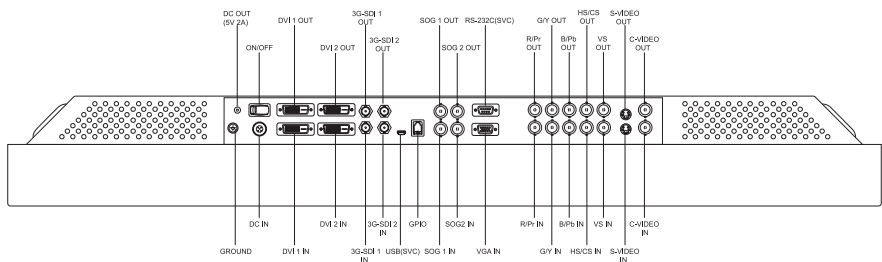 DC OUT
(5V 2A)
ON/OFF
DVI 1 OUT
DVI 2 OUT
3G-SDI 1
OUT
3G-SDI 2
OUT
SOG 1 OUT
SOG 2 OUT
RS-232C(SVC)
R/Pr
OUT
G/Y OUT
B/Pb
OUT
HS/CS
OUT
VS
OUT
S-VIDEO
OUT
C-VIDEO
OUT
GROUND
DC IN
DVI 1 IN
DVI 2 IN
3G-SDI 1
IN
3G-SDI 2
IN
USB(SVC)
GPIO
SOG 1 IN
SOG2 IN
VGA IN
R/Pr IN
G/Y IN
B/Pb IN
HS/CS IN
VS IN
S-VIDEO
IN
C-VIDEO
IN